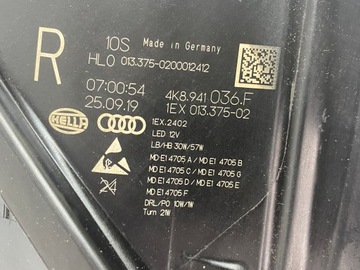 10S Made in Germany
R
HL0 013.375-0200012412
07:00:54
25.09.19
4K8.941 036.F
1EX 013.375-02
HELLA
1EX.2402
LED 12V
LB/HB 30W/57W
MD E1 4705 A / MD E1 4705 B
MD E1 4705 C / MD E1 4705 G
MD E1 4705 D / MD E1 4705 E
MD E1 4705 F
DRL/PO 10W/1W
Turn 21W
24